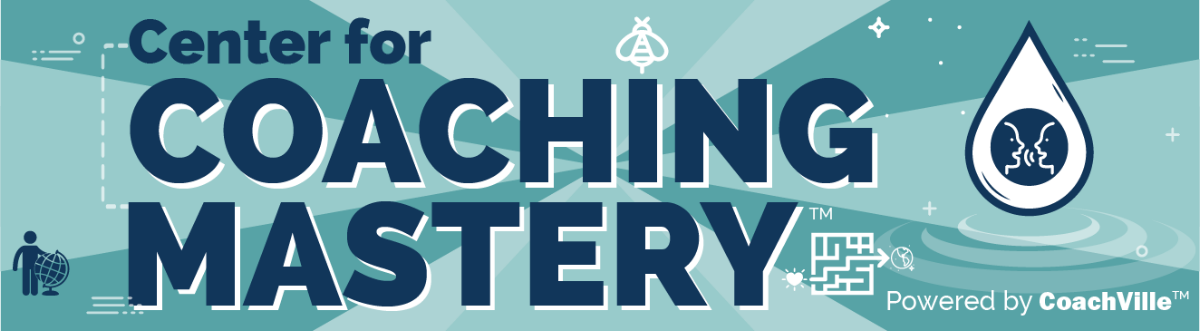 Center for
COACHING
MASTERY™
Powered by CoachVille™